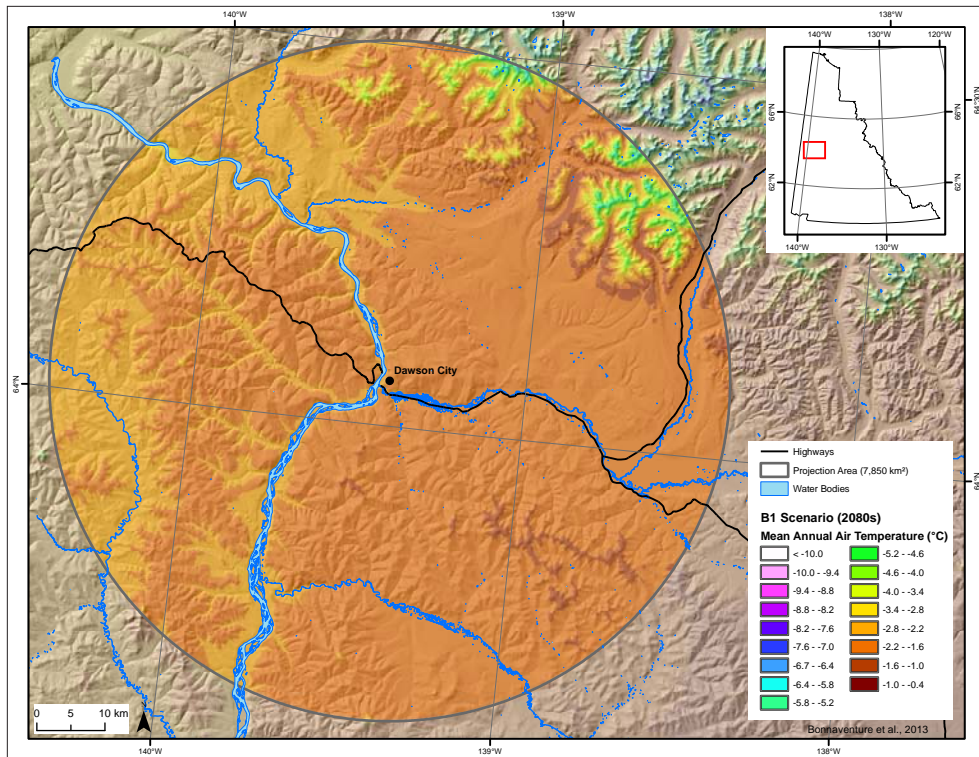 140°W
139°W
138°W
140°W
130°W
120°W
66°N
66°N
62°N
62°N
140°W
130°W
64°30'N
64°N
Dawson City
64°N
Highways
Projection Area (7,850 km²)
Water Bodies
B1 Scenario (2080s)
Mean Annual Air Temperature (°C)
< -10.0
-10.0 - -9.4
-9.4 - -8.8
-8.8 - -8.2
-8.2 - -7.6
-7.6 - -7.0
-6.7 - -6.4
-6.4 - -5.8
-5.8 - -5.2
-5.2 - -4.6
-4.6 - -4.0
-4.0 - -3.4
-3.4 - -2.8
-2.8 - -2.2
-2.2 - -1.6
-1.6 - -1.0
-1.0 - -0.4
Bonnaventure et al., 2013
0 5 10 km
140°W
139°W
138°W